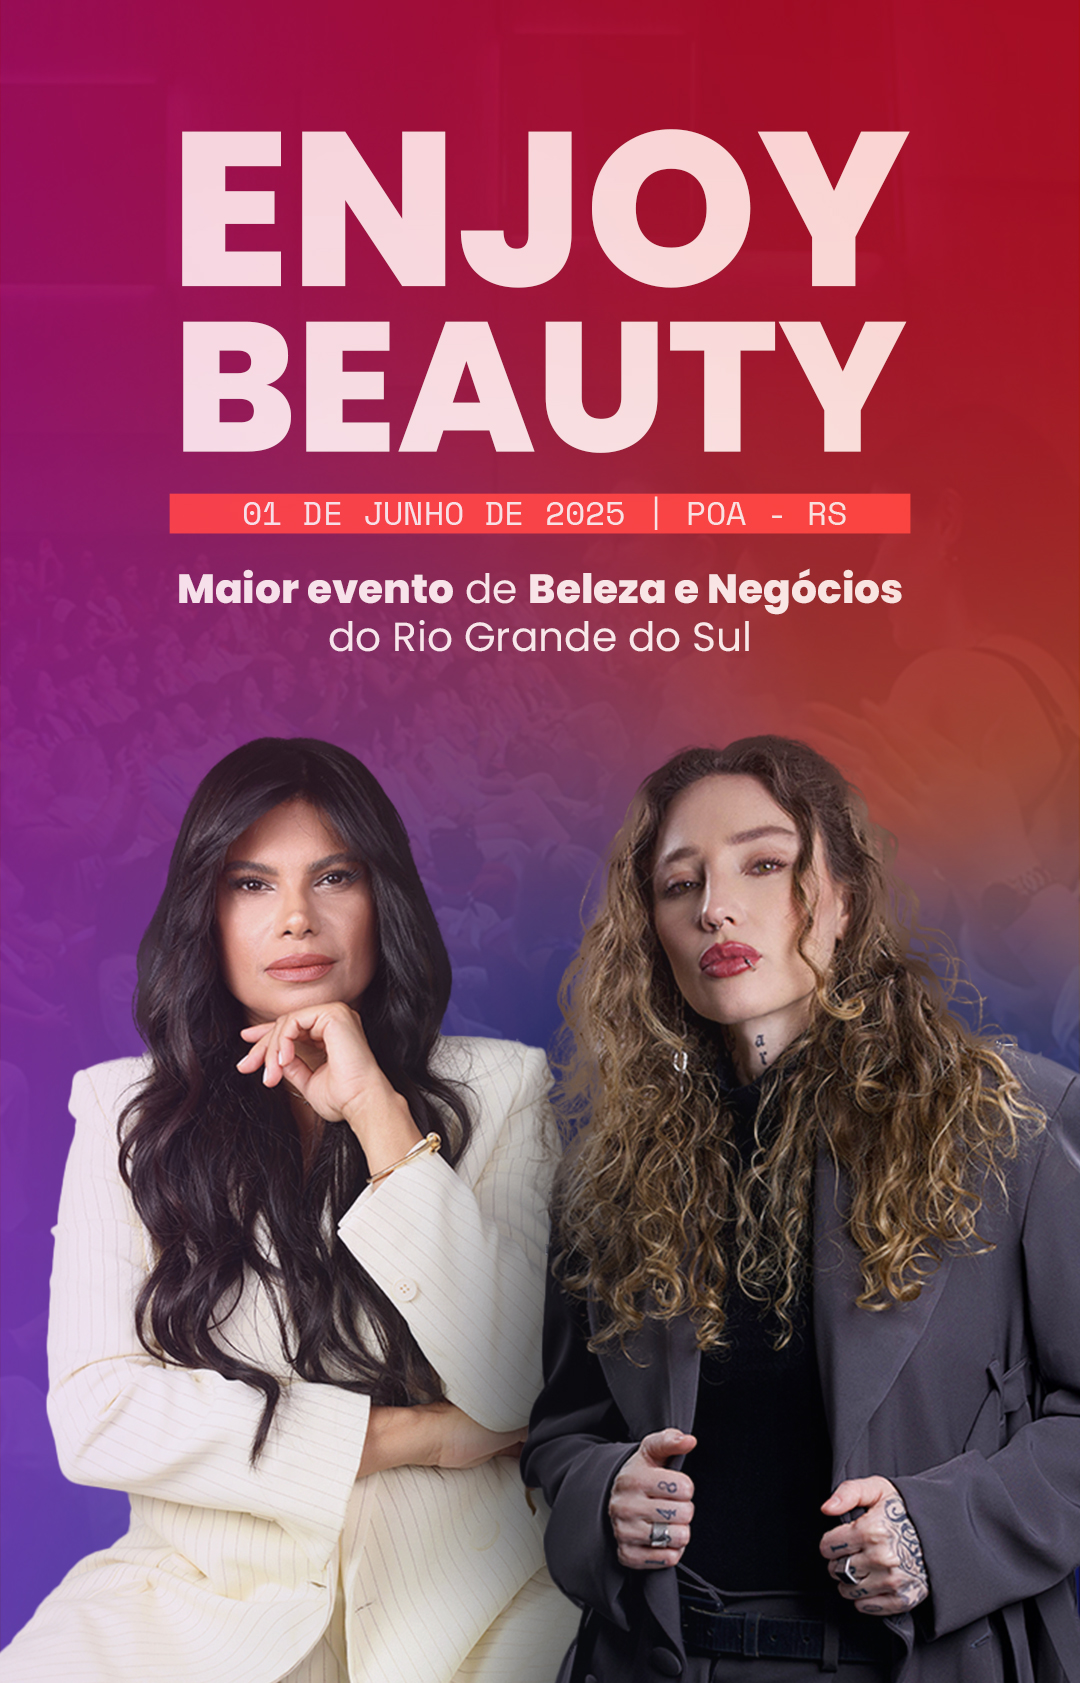 ENJOY
BEAUTY
01 DE JUNHO DE 2025 | POA - RS
Maior evento de Beleza e Negócios
do Rio Grande do Sul